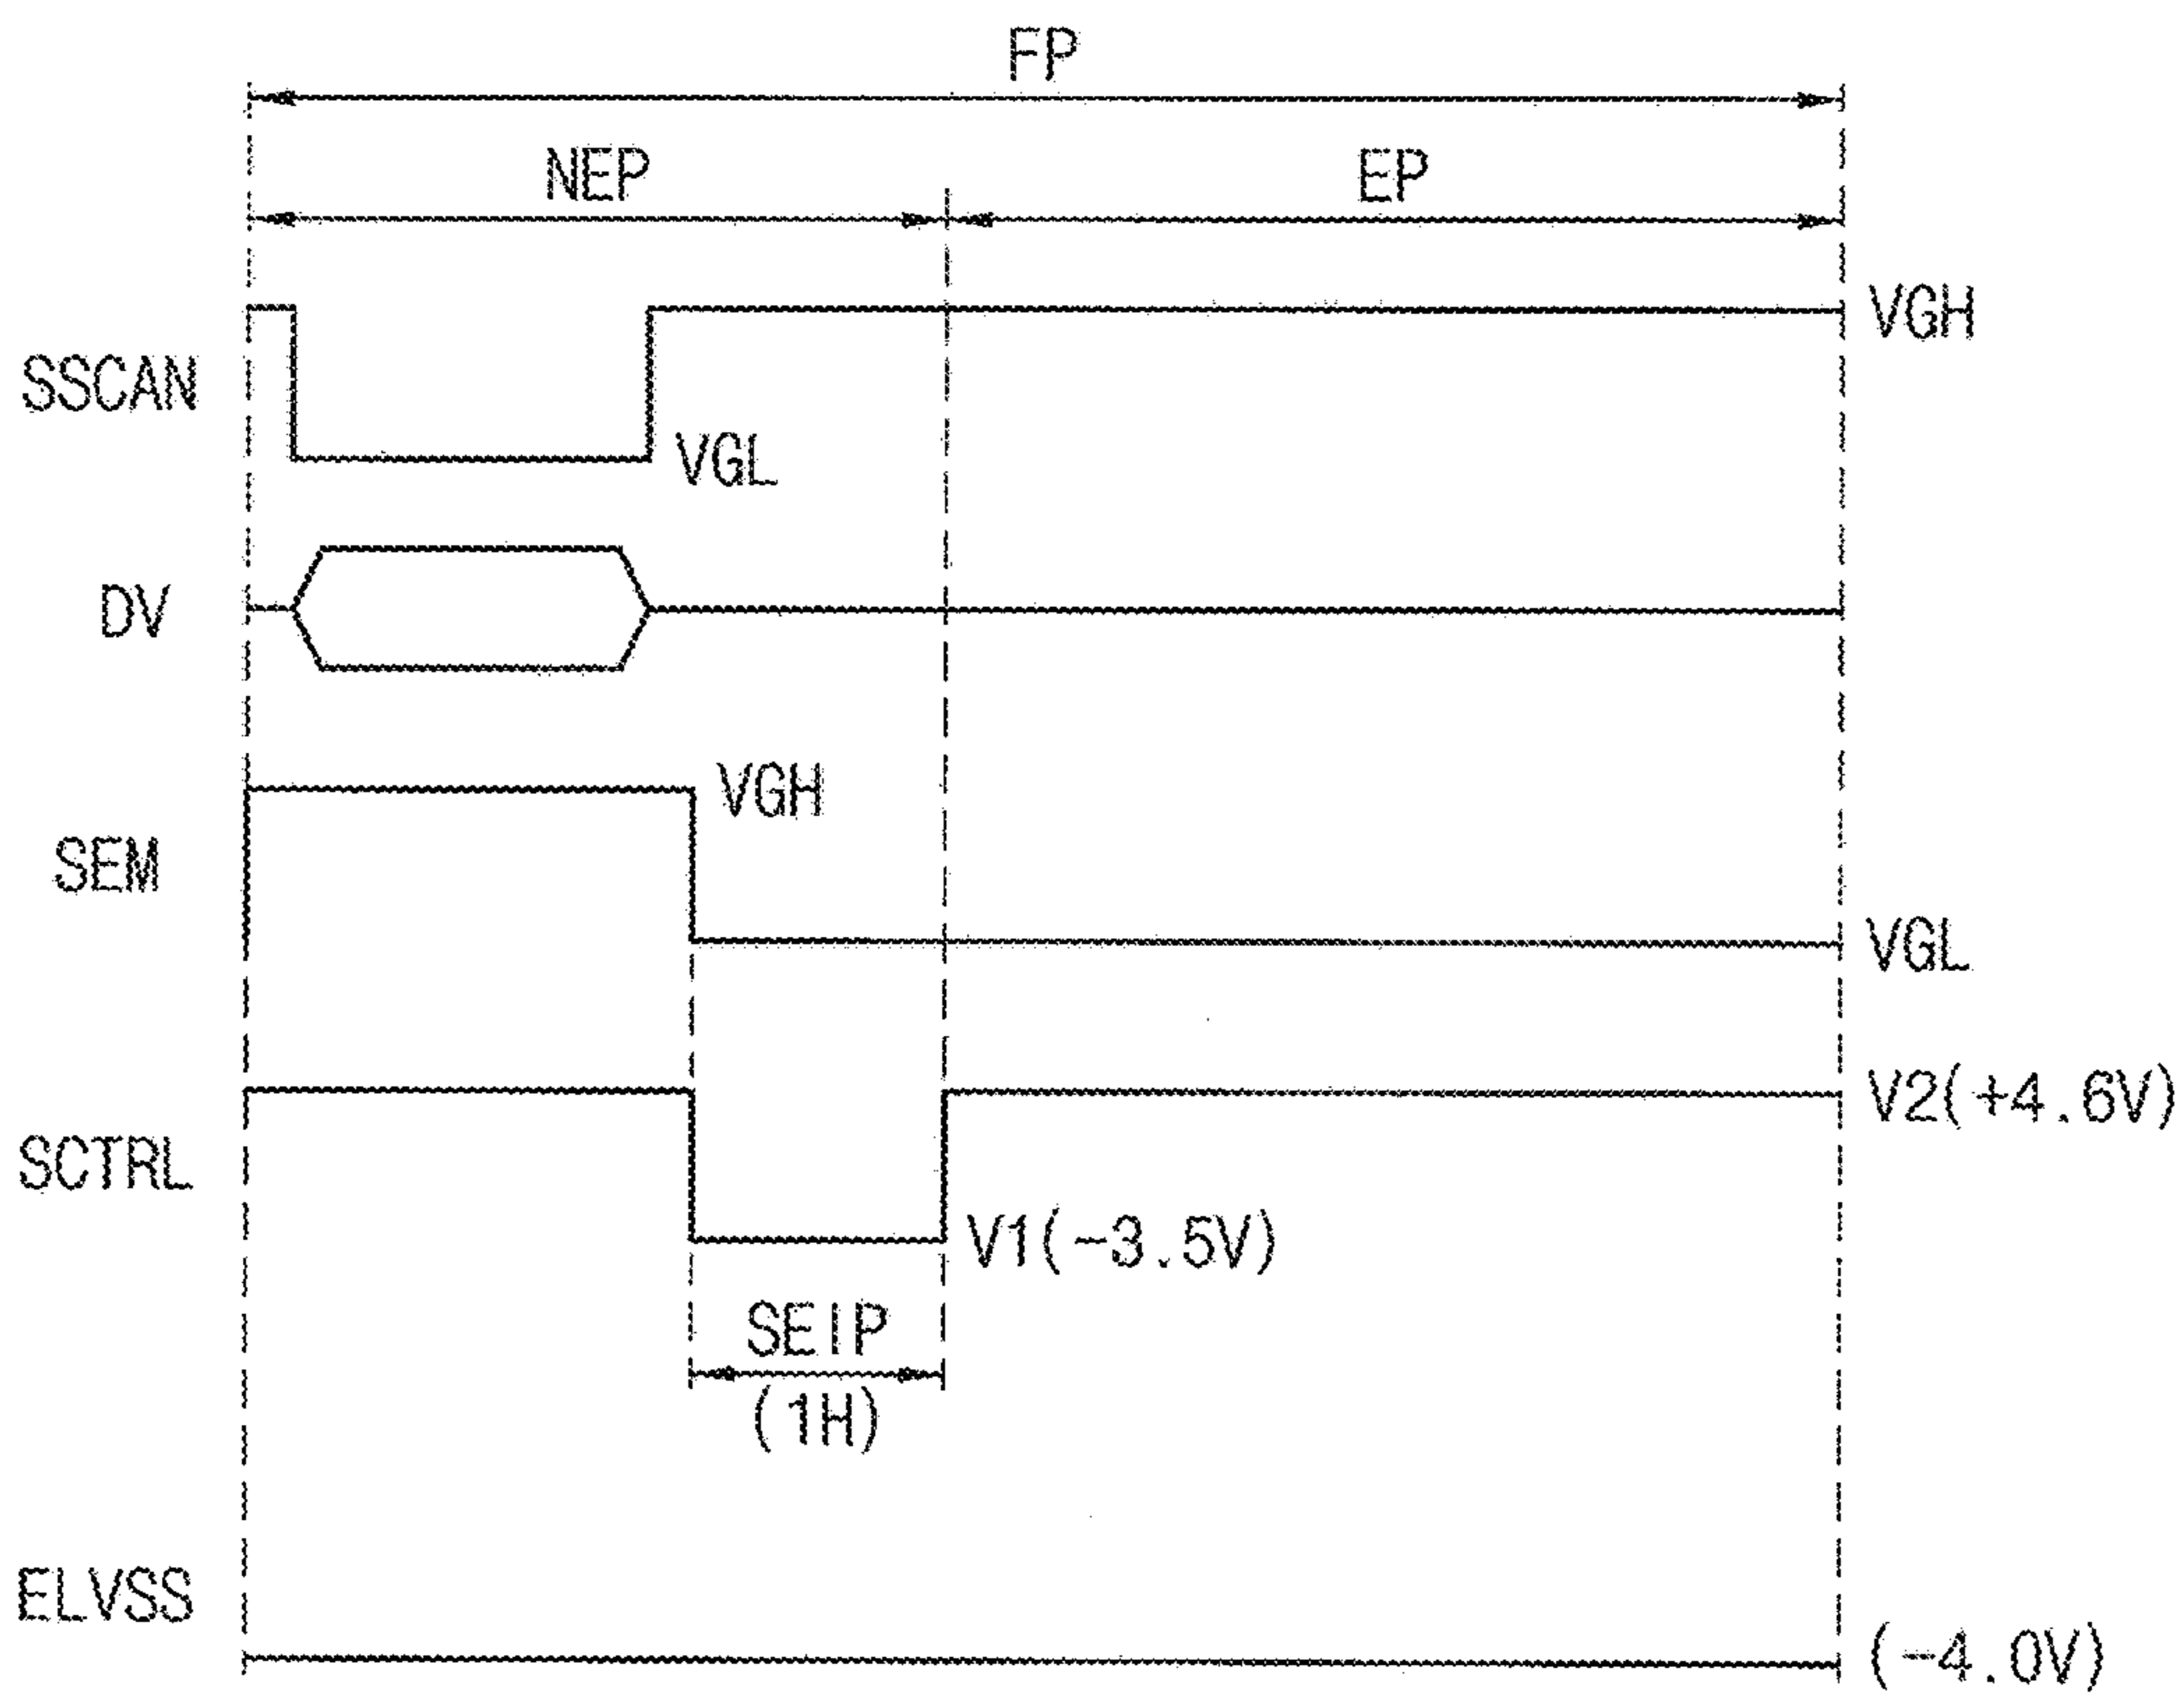 FP
NEP
EP
SSCAN
VGH
VGL
DV
SEM
VGH
VGL
SCTRL
V2(+4.6V)
V1(-3.5V)
SEIP
(1H)
ELVSS
(-4.0V)